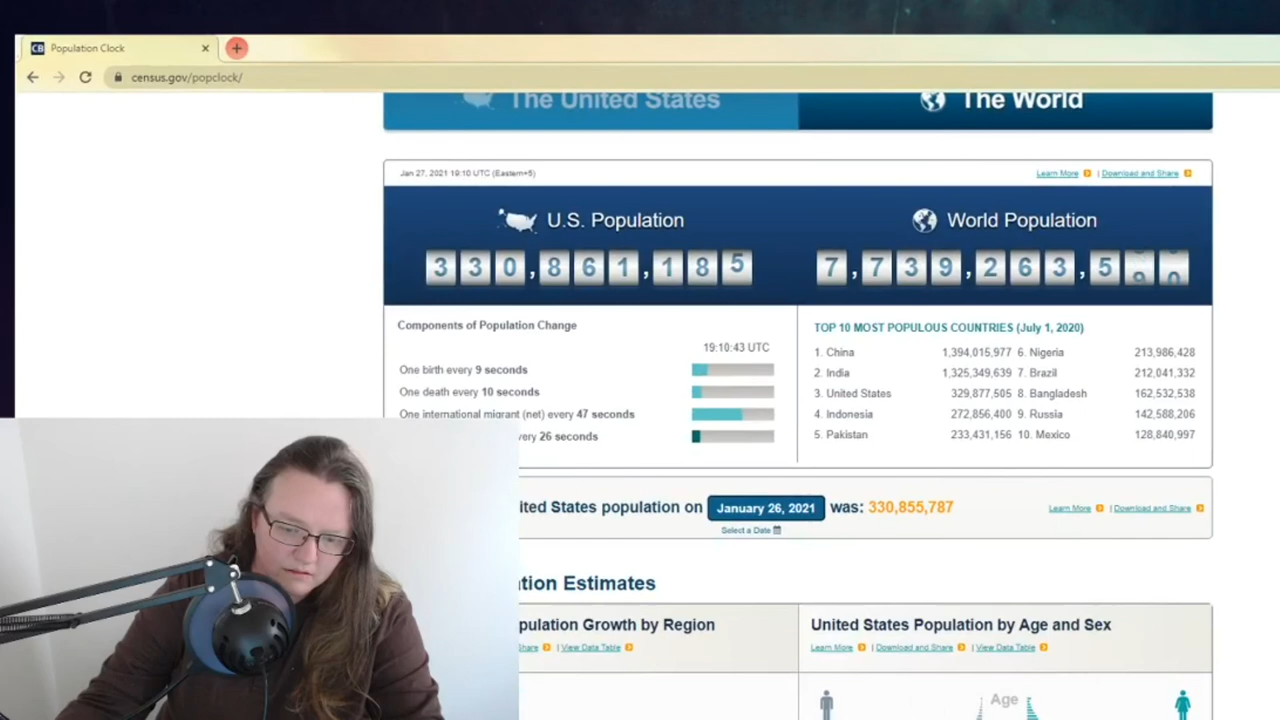 Population Clock
census.gov/popclock/
The United States
The World
Jan 27, 2021 19:10 UTC (Eastern+5)
Learn More | Download and Share
U.S. Population
World Population
330,861,185
7,739,263,5
Components of Population Change
19:10:43 UTC
One birth every 9 seconds
One death every 10 seconds
One international migrant (net) every 47 seconds
very 26 seconds
TOP 10 MOST POPULOUS COUNTRIES (July 1, 2020)
1. China 1,394,015,977 6. Nigeria 213,986,428
2. India 1,325,349,639 7. Brazil 212,041,332
3. United States 329,877,505 8. Bangladesh 162,532,538
4. Indonesia 272,856,400 9. Russia 142,588,206
5. Pakistan 233,431,156 10. Mexico 128,840,997
ited States population on January 26, 2021 was: 330,855,787
Learn More | Download and Share
Select a Date
tion Estimates
pulation Growth by Region
Share | View Data Table
United States Population by Age and Sex
Learn More | Download and Share | View Data Table
Age